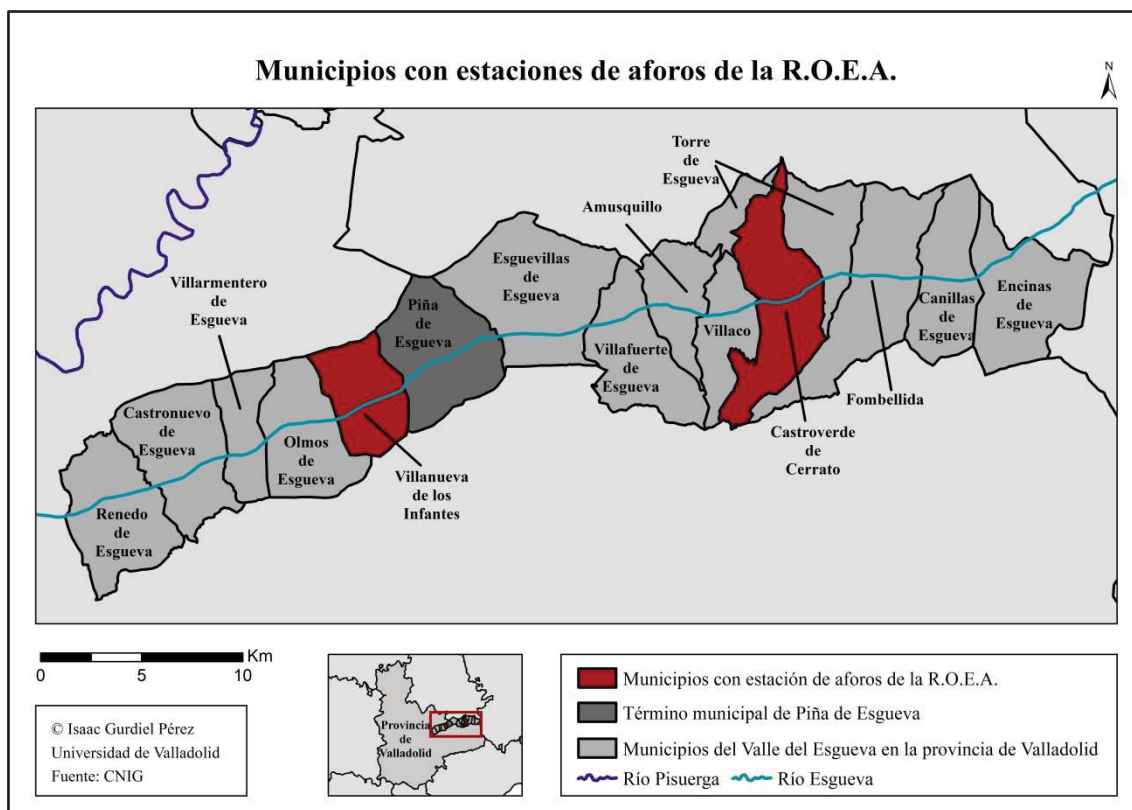 Municipios con estaciones de aforos de la R.O.E.A.
N
Torre
de
Esgueva
Amusquillo
Esguevillas
de
Esgueva
Villarmentero
de
Esgueva
Piña
de
Esgueva
Encinas
de
Esgueva
Canillas
de
Esgueva
Villaco
Villafuerte
de
Esgueva
Fombellida
Castronuevo
de
Esgueva
Olmos
de
Esgueva
Castroverde
de
Cerrato
Villanueva
de los
Infantes
Renedo
de
Esgueva
Km
0 5 10
© Isaac Gurdiel Pérez
Universidad de Valladolid
Fuente: CNIG
Provincia
de
Valladolid
Municipios con estación de aforos de la R.O.E.A.
Término municipal de Piña de Esgueva
Municipios del Valle del Esgueva en la provincia de Valladolid
Río Pisuerga Río Esgueva